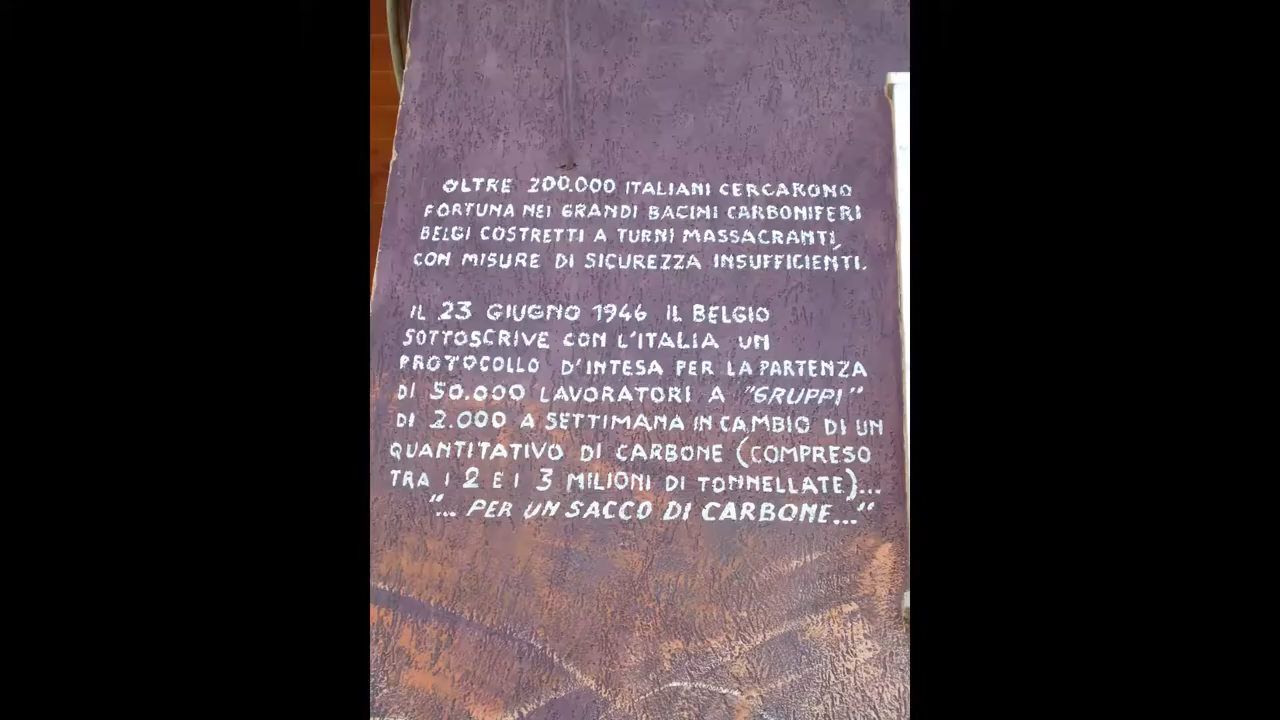 OLTRE 200.000 ITALIANI CERCARONO
FORTUNA NEI GRANDI BACINI CARBONIFERI
BELGI COSTRETTI A TURNI MASSACRANTI,
CON MISURE DI SICUREZZA INSUFFICIENTI.
IL 23 GIUGNO 1946 IL BELGIO
SOTTOSCRIVE CON L'ITALIA UN
PROTOCOLLO D'INTESA PER LA PARTENZA
DI 50.000 LAVORATORI A "GRUPPI"
DI 2.000 A SETTIMANA IN CAMBIO DI UN
QUANTITATIVO DI CARBONE (COMPRESO
TRA I 2 E I 3 MILIONI DI TONNELLATE)...
"... PER UN SACCO DI CARBONE..."